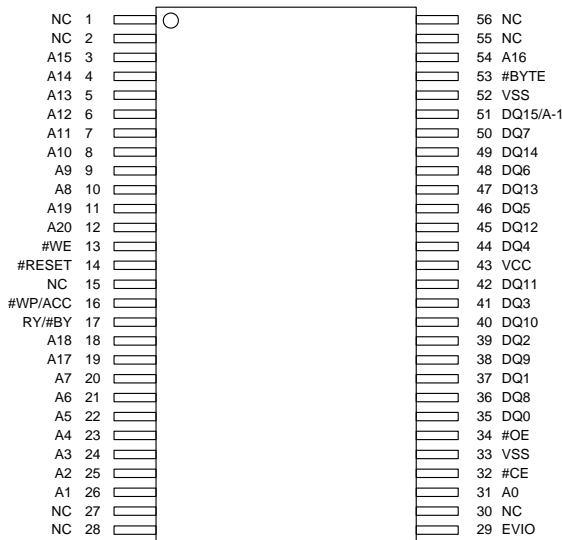 NC 1 56 NC
NC 2 55 NC
A15 3 54 A16
A14 4 53 #BYTE
A13 5 52 VSS
A12 6 51 DQ15/A-1
A11 7 50 DQ7
A10 8 49 DQ14
A9 9 48 DQ6
A8 10 47 DQ13
A19 11 46 DQ5
A20 12 45 DQ12
#WE 13 44 DQ4
#RESET 14 43 VCC
NC 15 42 DQ11
#WP/ACC 16 41 DQ3
RY/#BY 17 40 DQ10
A18 18 39 DQ2
A17 19 38 DQ9
A7 20 37 DQ1
A6 21 36 DQ8
A5 22 35 DQ0
A4 23 34 #OE
A3 24 33 VSS
A2 25 32 #CE
A1 26 31 A0
NC 27 30 NC
NC 28 29 EVIO